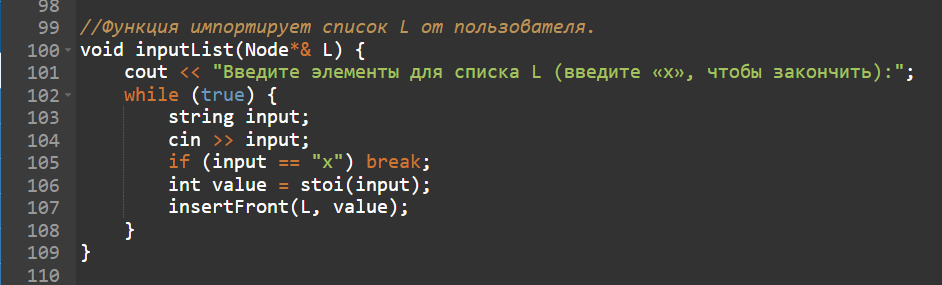 98
99 //Функция импортирует список L от пользователя.
100 void inputList(Node*& L) {
101 cout << "Введите элементы для списка L (введите «x», чтобы закончить):";
102 while (true) {
103 string input;
104 cin >> input;
105 if (input == "x") break;
106 int value = stoi(input);
107 insertFront(L, value);
108 }
109 }
110